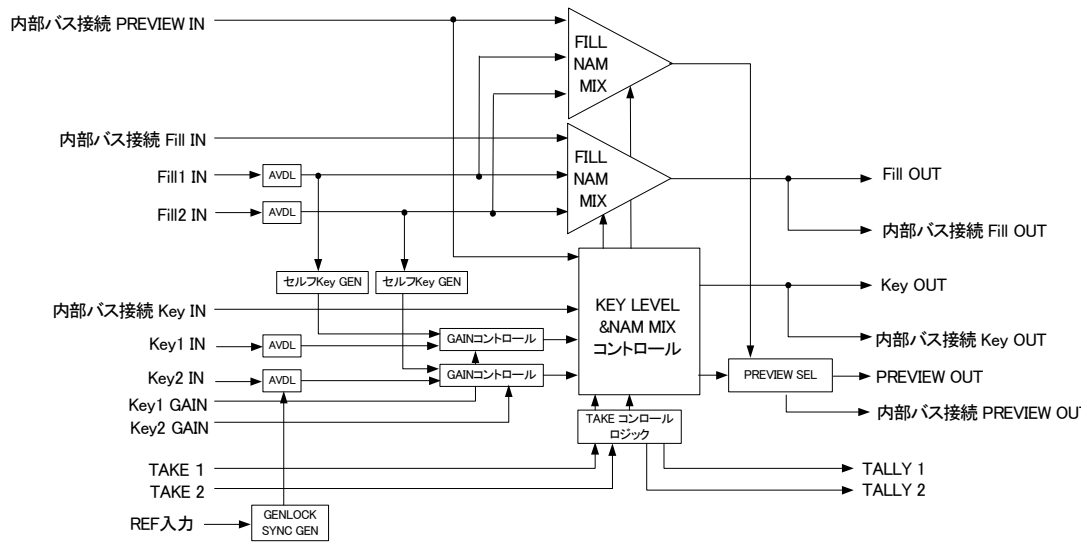 内部バス接続 PREVIEW IN
FILL
NAM
MIX
内部バス接続 Fill IN
Fill1 IN
AVDL
Fill2 IN
AVDL
FILL
NAM
MIX
Fill OUT
内部バス接続 Fill OUT
セルフKey GEN
セルフKey GEN
内部バス接続 Key IN
Key1 IN
AVDL
Key2 IN
AVDL
Key1 GAIN
Key2 GAIN
GAINコントロール
GAINコントロール
KEY LEVEL
&NAM MIX
コントロール
Key OUT
内部バス接続 Key OUT
PREVIEW SEL
PREVIEW OUT
内部バス接続 PREVIEW OUT
TAKE コンロール
ロジック
TAKE 1
TAKE 2
TALLY 1
TALLY 2
REF入力
GENLOCK
SYNC GEN